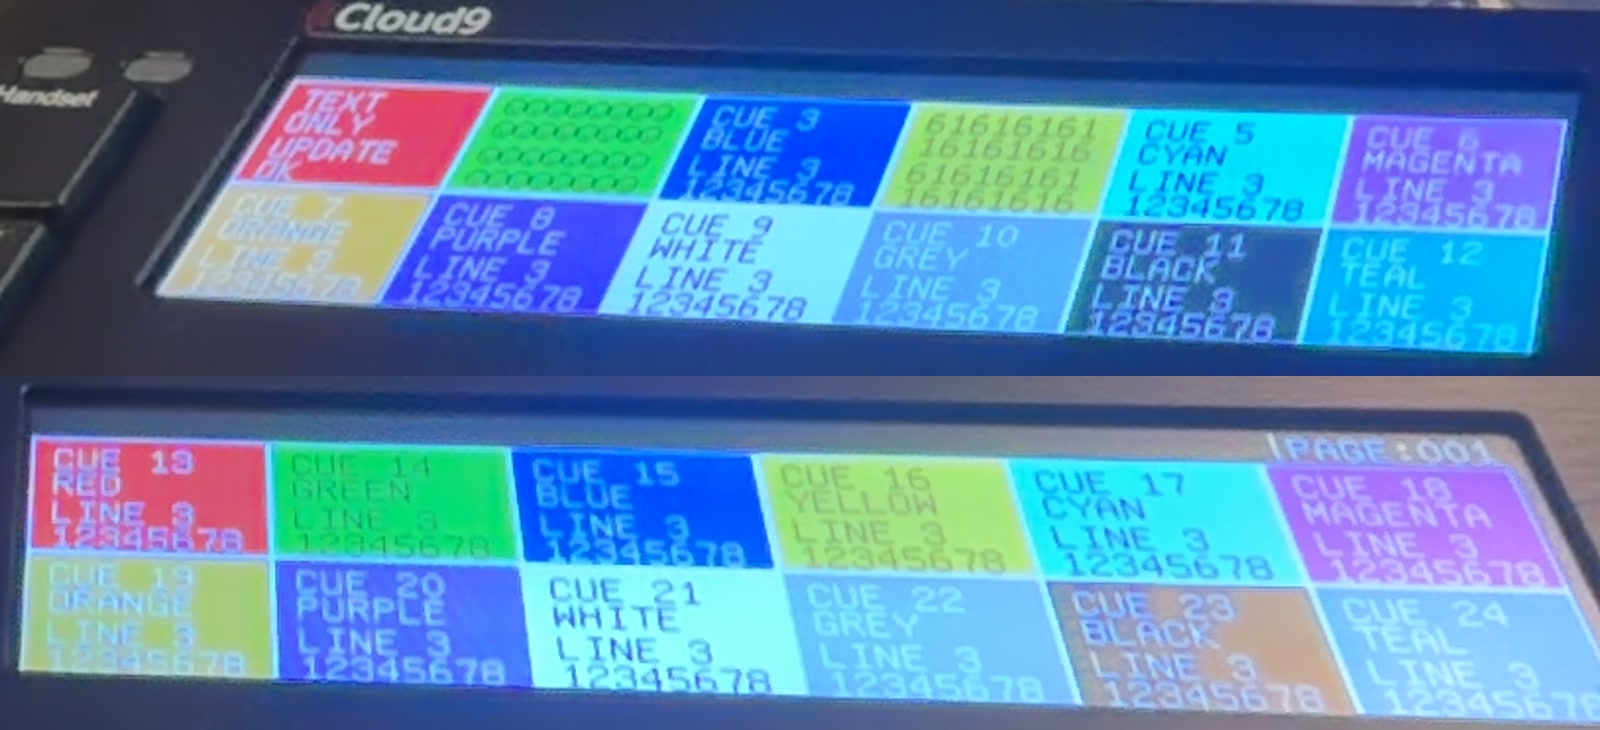 Cloud9
Handset
TEXT
ONLY
UPDATE
OK
CUE 3
BLUE
LINE 3
12345678
61616161
16161616
61616161
16161616
CUE 5
CYAN
LINE 3
12345678
CUE 6
MAGENTA
LINE 3
12345678
CUE 7
ORANGE
LINE 3
12345678
CUE 8
PURPLE
LINE 3
12345678
CUE 9
WHITE
LINE 3
12345678
CUE 10
GREY
LINE 3
12345678
CUE 11
BLACK
LINE 3
12345678
CUE 12
TEAL
LINE 3
12345678
PAGE:001
CUE 13
RED
LINE 3
12345678
CUE 14
GREEN
LINE 3
12345678
CUE 15
BLUE
LINE 3
12345678
CUE 16
YELLOW
LINE 3
12345678
CUE 17
CYAN
LINE 3
12345678
CUE 18
MAGENTA
LINE 3
12345678
CUE 19
ORANGE
LINE 3
12345678
CUE 20
PURPLE
LINE 3
12345678
CUE 21
WHITE
LINE 3
12345678
CUE 22
GREY
LINE 3
12345678
CUE 23
BLACK
LINE 3
12345678
CUE 24
TEAL
LINE 3
12345678